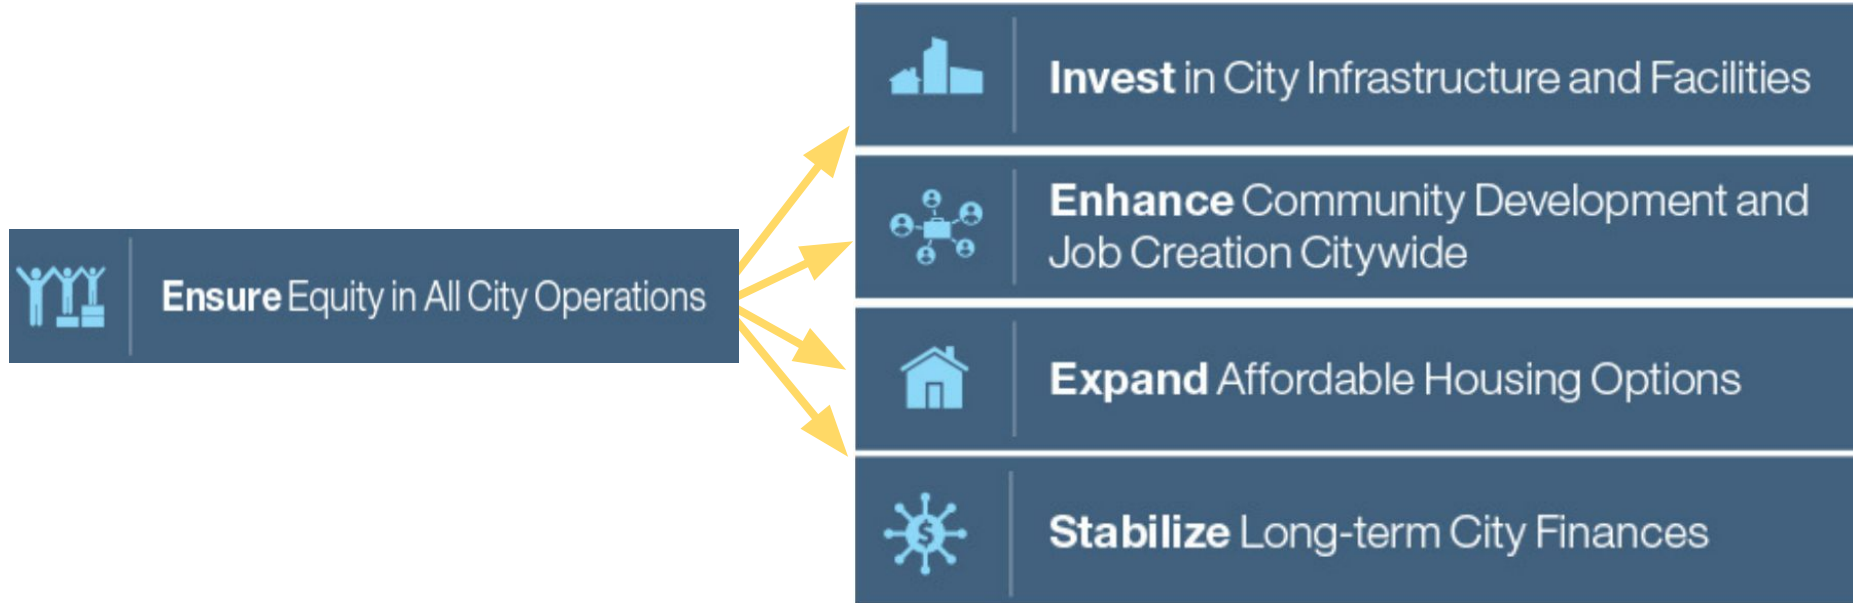 Ensure Equity in All City Operations
Invest in City Infrastructure and Facilities
Enhance Community Development and
Job Creation Citywide
Expand Affordable Housing Options
$
Stabilize Long-term City Finances